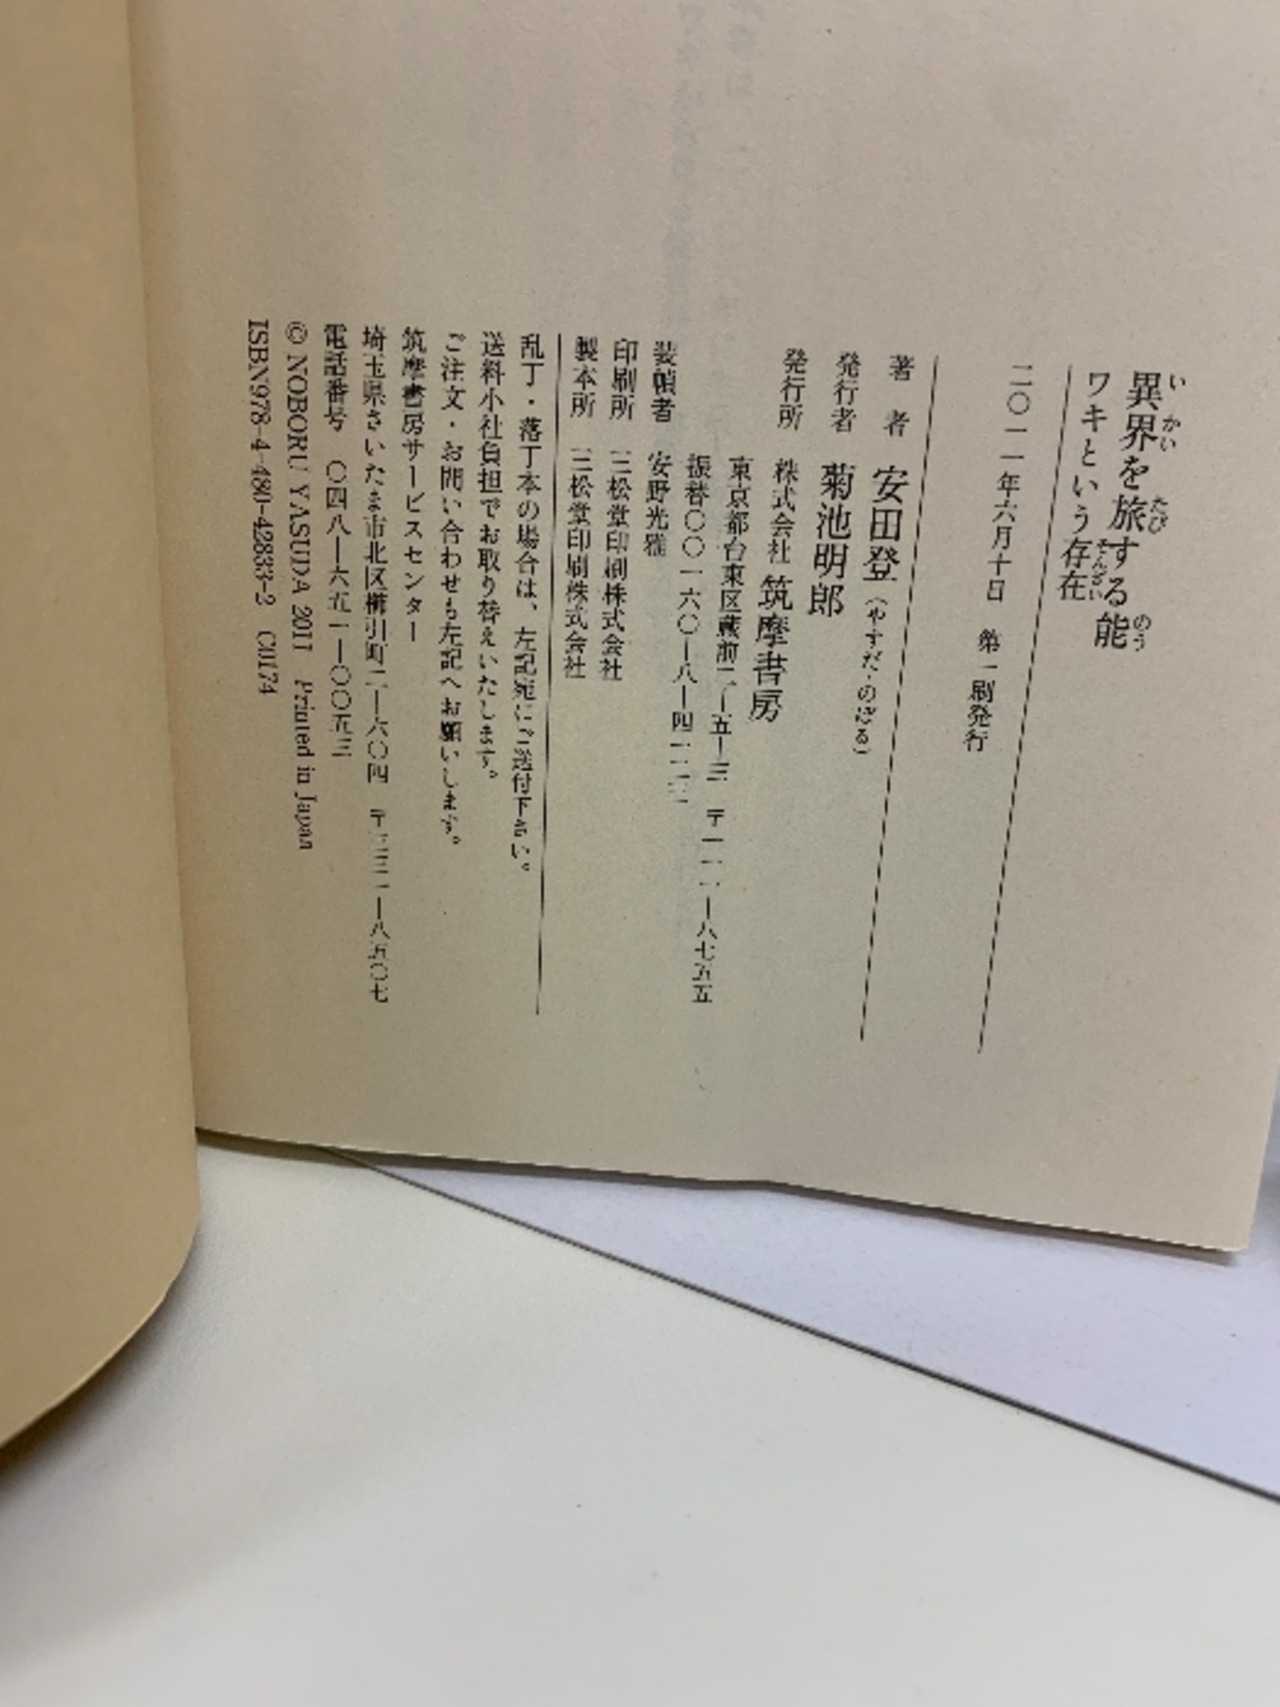 異界を旅する能
ワキという存在
二〇一一年六月十日 第一刷発行
著者 安田登（やすだ・のぼる）
発行者 菊池明郎
発行所 株式会社 筑摩書房
東京都台東区蔵前二―五―三 〒一一一―八七五五
振替〇〇一六〇―八―四一二三
装幀者 安野光雅
印刷所 三松堂印刷株式会社
製本所 三松堂印刷株式会社
乱丁・落丁本の場合は、左記宛にご送付下さい。
送料小社負担でお取り替えいたします。
ご注文・お問い合わせも左記へお願いします。
筑摩書房サービスセンター
埼玉県さいたま市北区櫛引町二―六〇四 〒三三一―八五〇七
電話番号 〇四八―六五一―〇〇五三
© NOBORU YASUDA 2011 Printed in Japan
ISBN978-4-480-42833-2 C0174